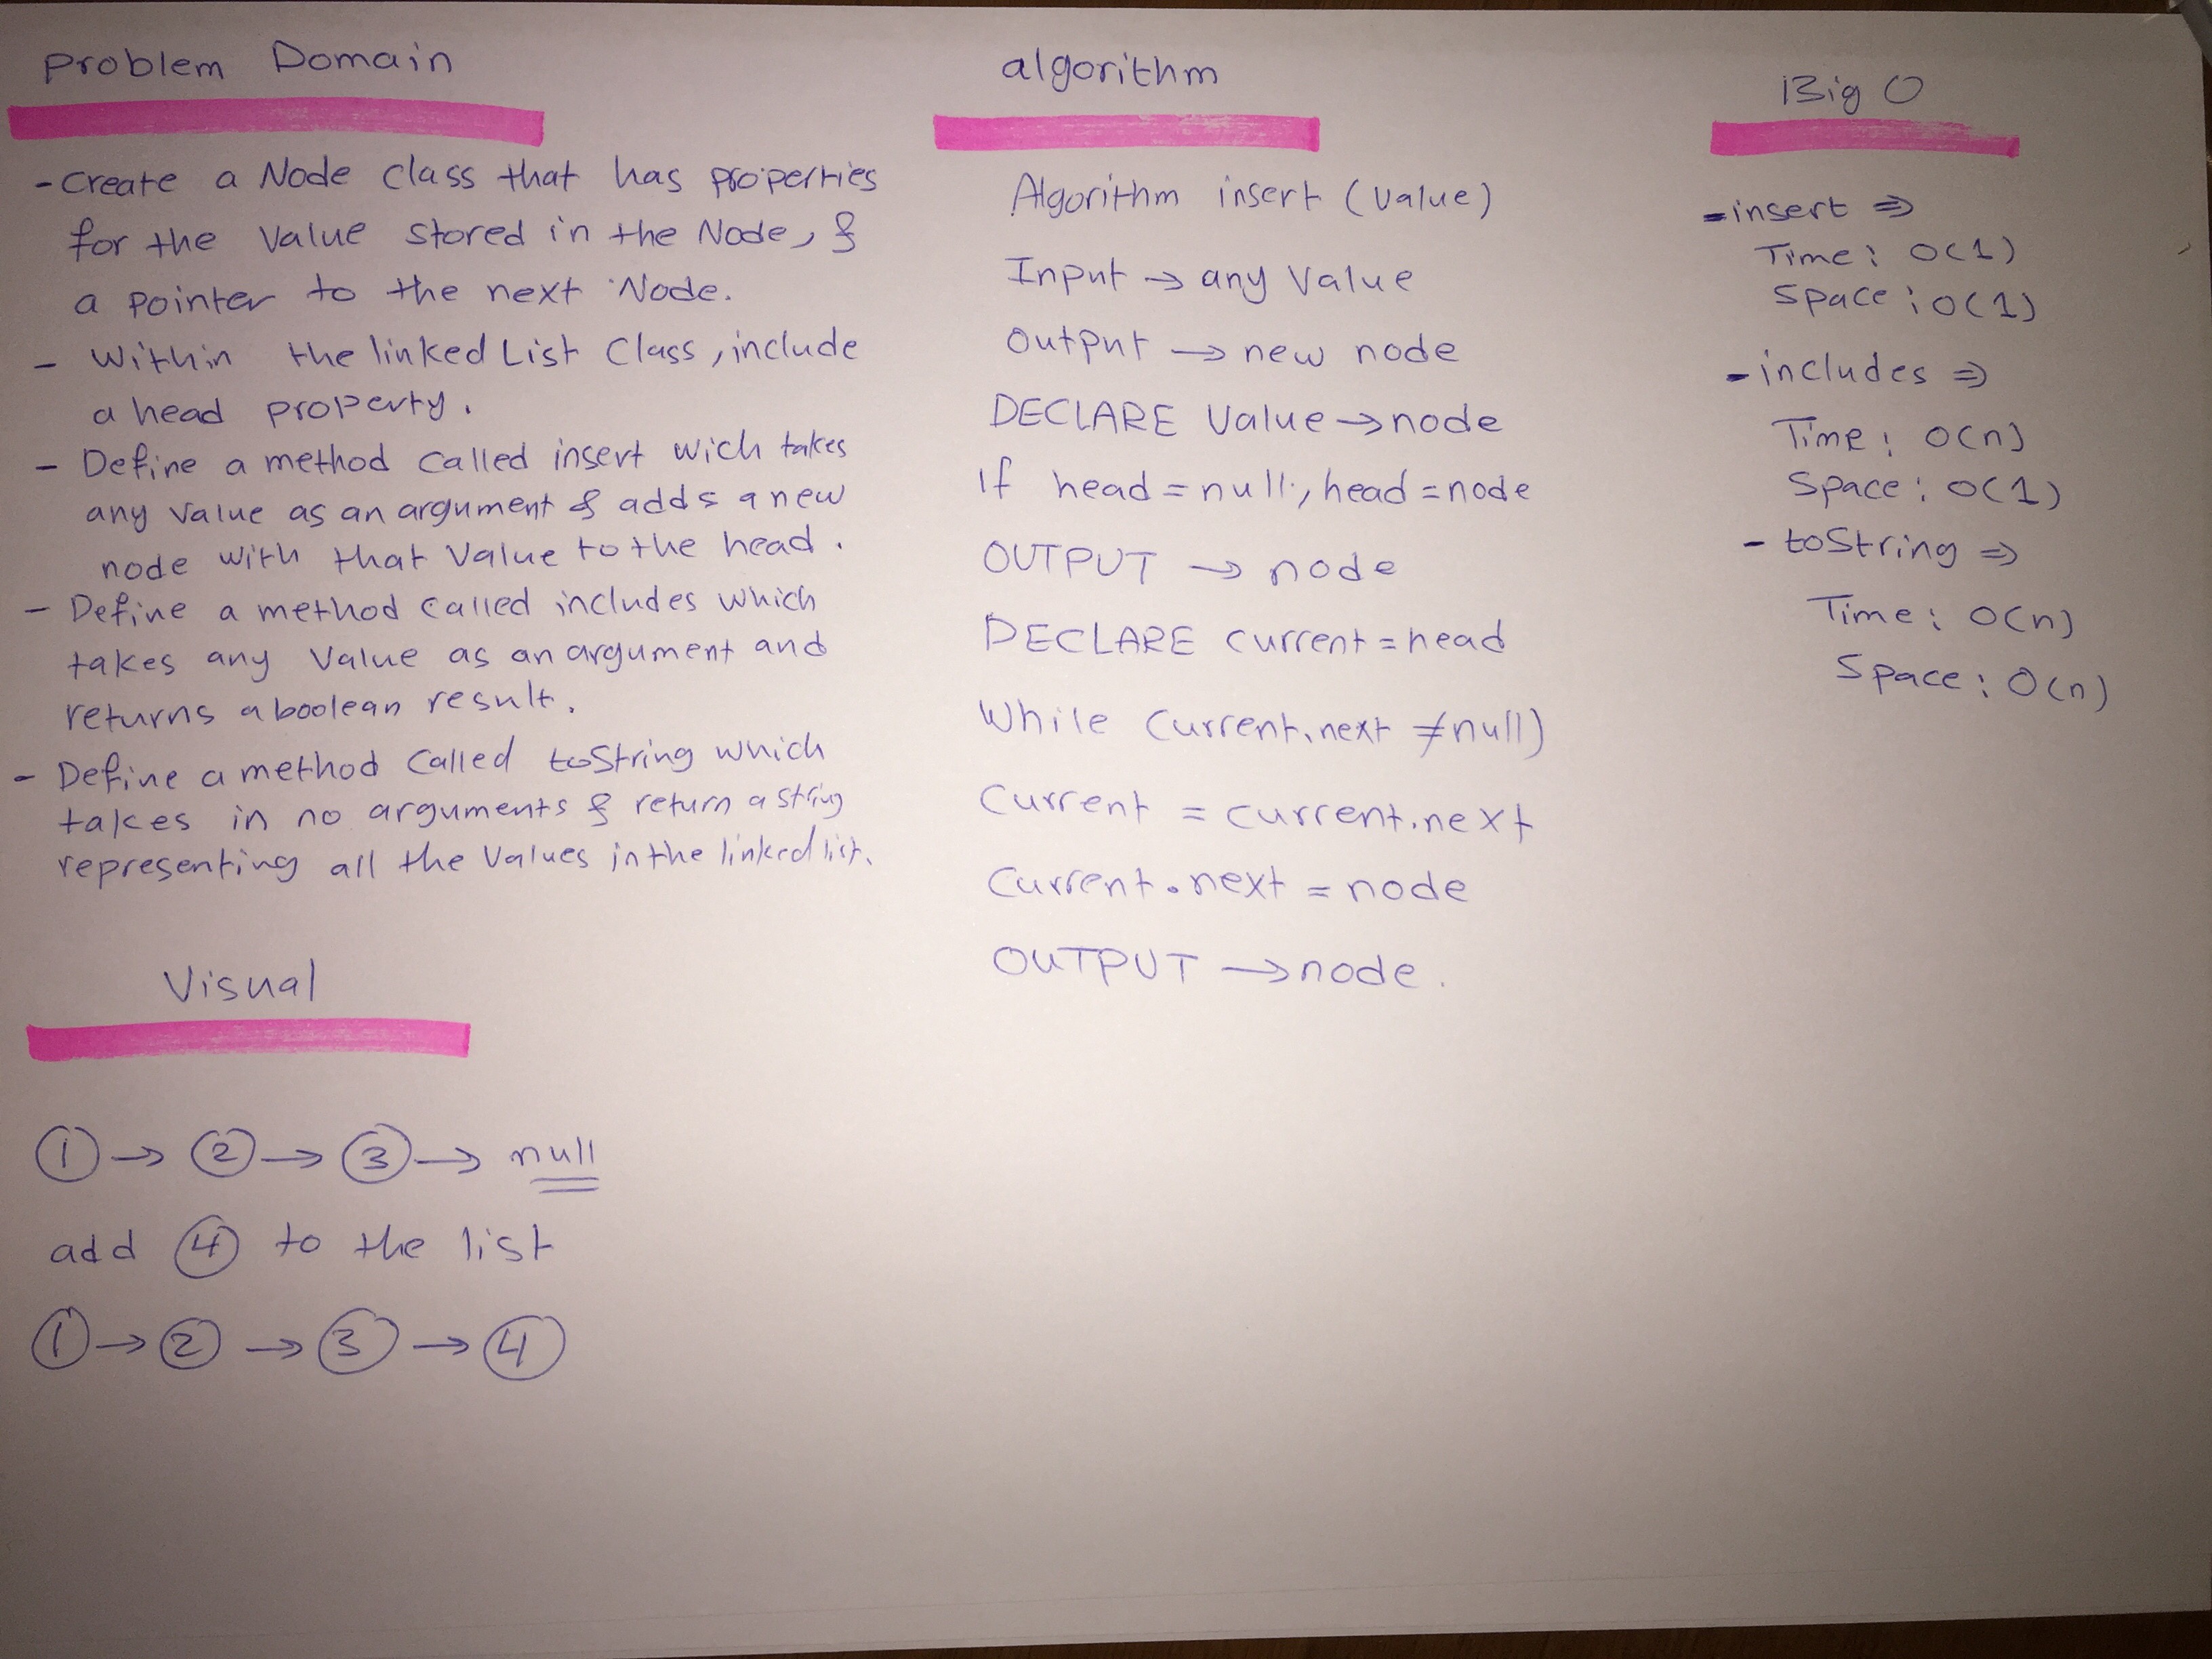 Problem Domain
- Create a Node class that has properties
for the value stored in the Node, &
a pointer to the next Node.
- within the linked List class, include
a head property.
- Define a method called insert wich takes
any value as an argument & adds a new
node with that value to the head.
- Define a method called includes which
takes any value as an argument and
returns a boolean result.
- Define a method called toString which
takes in no arguments & return a string
representing all the values in the linked list.
Visual
1 → 2 → 3 → null
add 4 to the list
1 → 2 → 3 → 4
algorithm
Algorithm insert (value)
Input → any value
output → new node
DECLARE value → node
if head = null, head = node
OUTPUT → node
DECLARE current = head
While (current.next ≠ null)
Current = current.next
Current.next = node
OUTPUT → node.
Big O
- insert ⇒
Time: O(1)
Space: O(1)
- includes ⇒
Time: O(n)
Space: O(1)
- toString ⇒
Time: O(n)
Space: O(n)